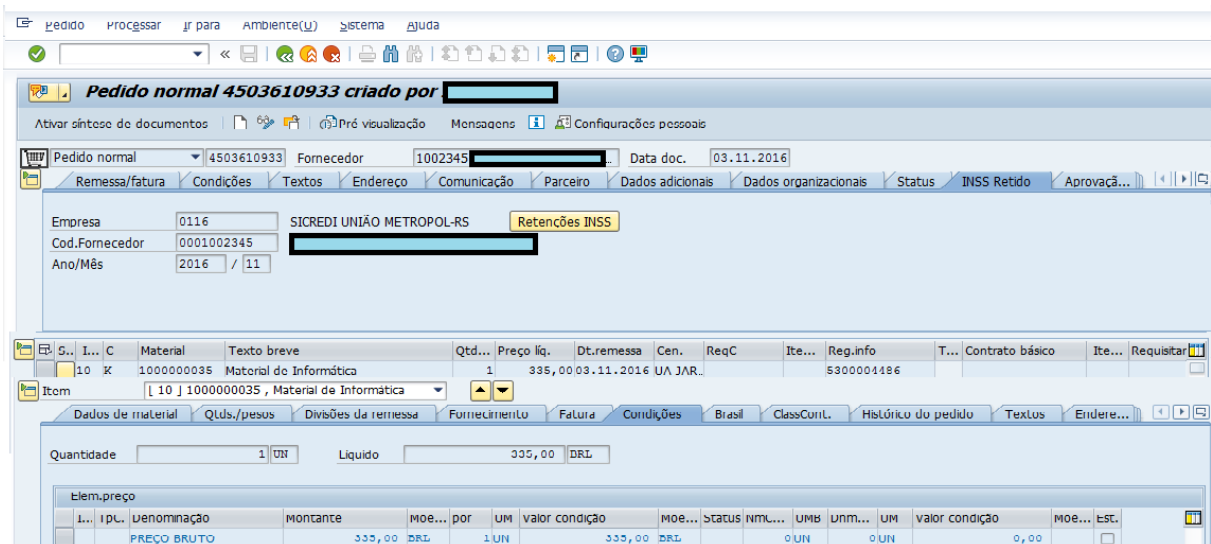 Pedido Processar Ir para Ambiente(U) Sistema Ajuda
Pedido normal 4503610933 criado por
Ativar síntese de documentos Pré visualização Mensagens Configurações pessoais
Pedido normal 4503610933 Fornecedor 1002345 Data doc. 03.11.2016
Remessa/fatura Condições Textos Endereço Comunicação Parceiro Dados adicionais Dados organizacionais Status INSS Retido Aprovaçã...
Empresa 0116 SICREDI UNIÃO METROPOL-RS Retenções INSS
Cod.Fornecedor 0001002345
Ano/Mês 2016 / 11
S.. I... C Material Texto breve Qtd... Preço líq. Dt.remessa Cen. ReqC Ite... Reg.info T... Contrato básico Ite... Requisitar
10 K 1000000035 Material de Informática 1 335,00 03.11.2016 UA JAR.. 5300004486
Item [ 10 ] 1000000035 , Material de Informática
Dados de material Qtds./pesos Divisões da remessa Fornecimento Fatura Condições Brasil ClassCont. Histórico do pedido Textos Endere...
Quantidade 1 UN Líquido 335,00 BRL
Elem.preço
I... TpC. Denominação Montante Moe... por UM Valor condição Moe... Status NmC... UMB Dnm... UM Valor condição Moe... Est.
PREÇO BRUTO 335,00 BRL 1 UN 335,00 BRL 0 UN 0 UN 0,00